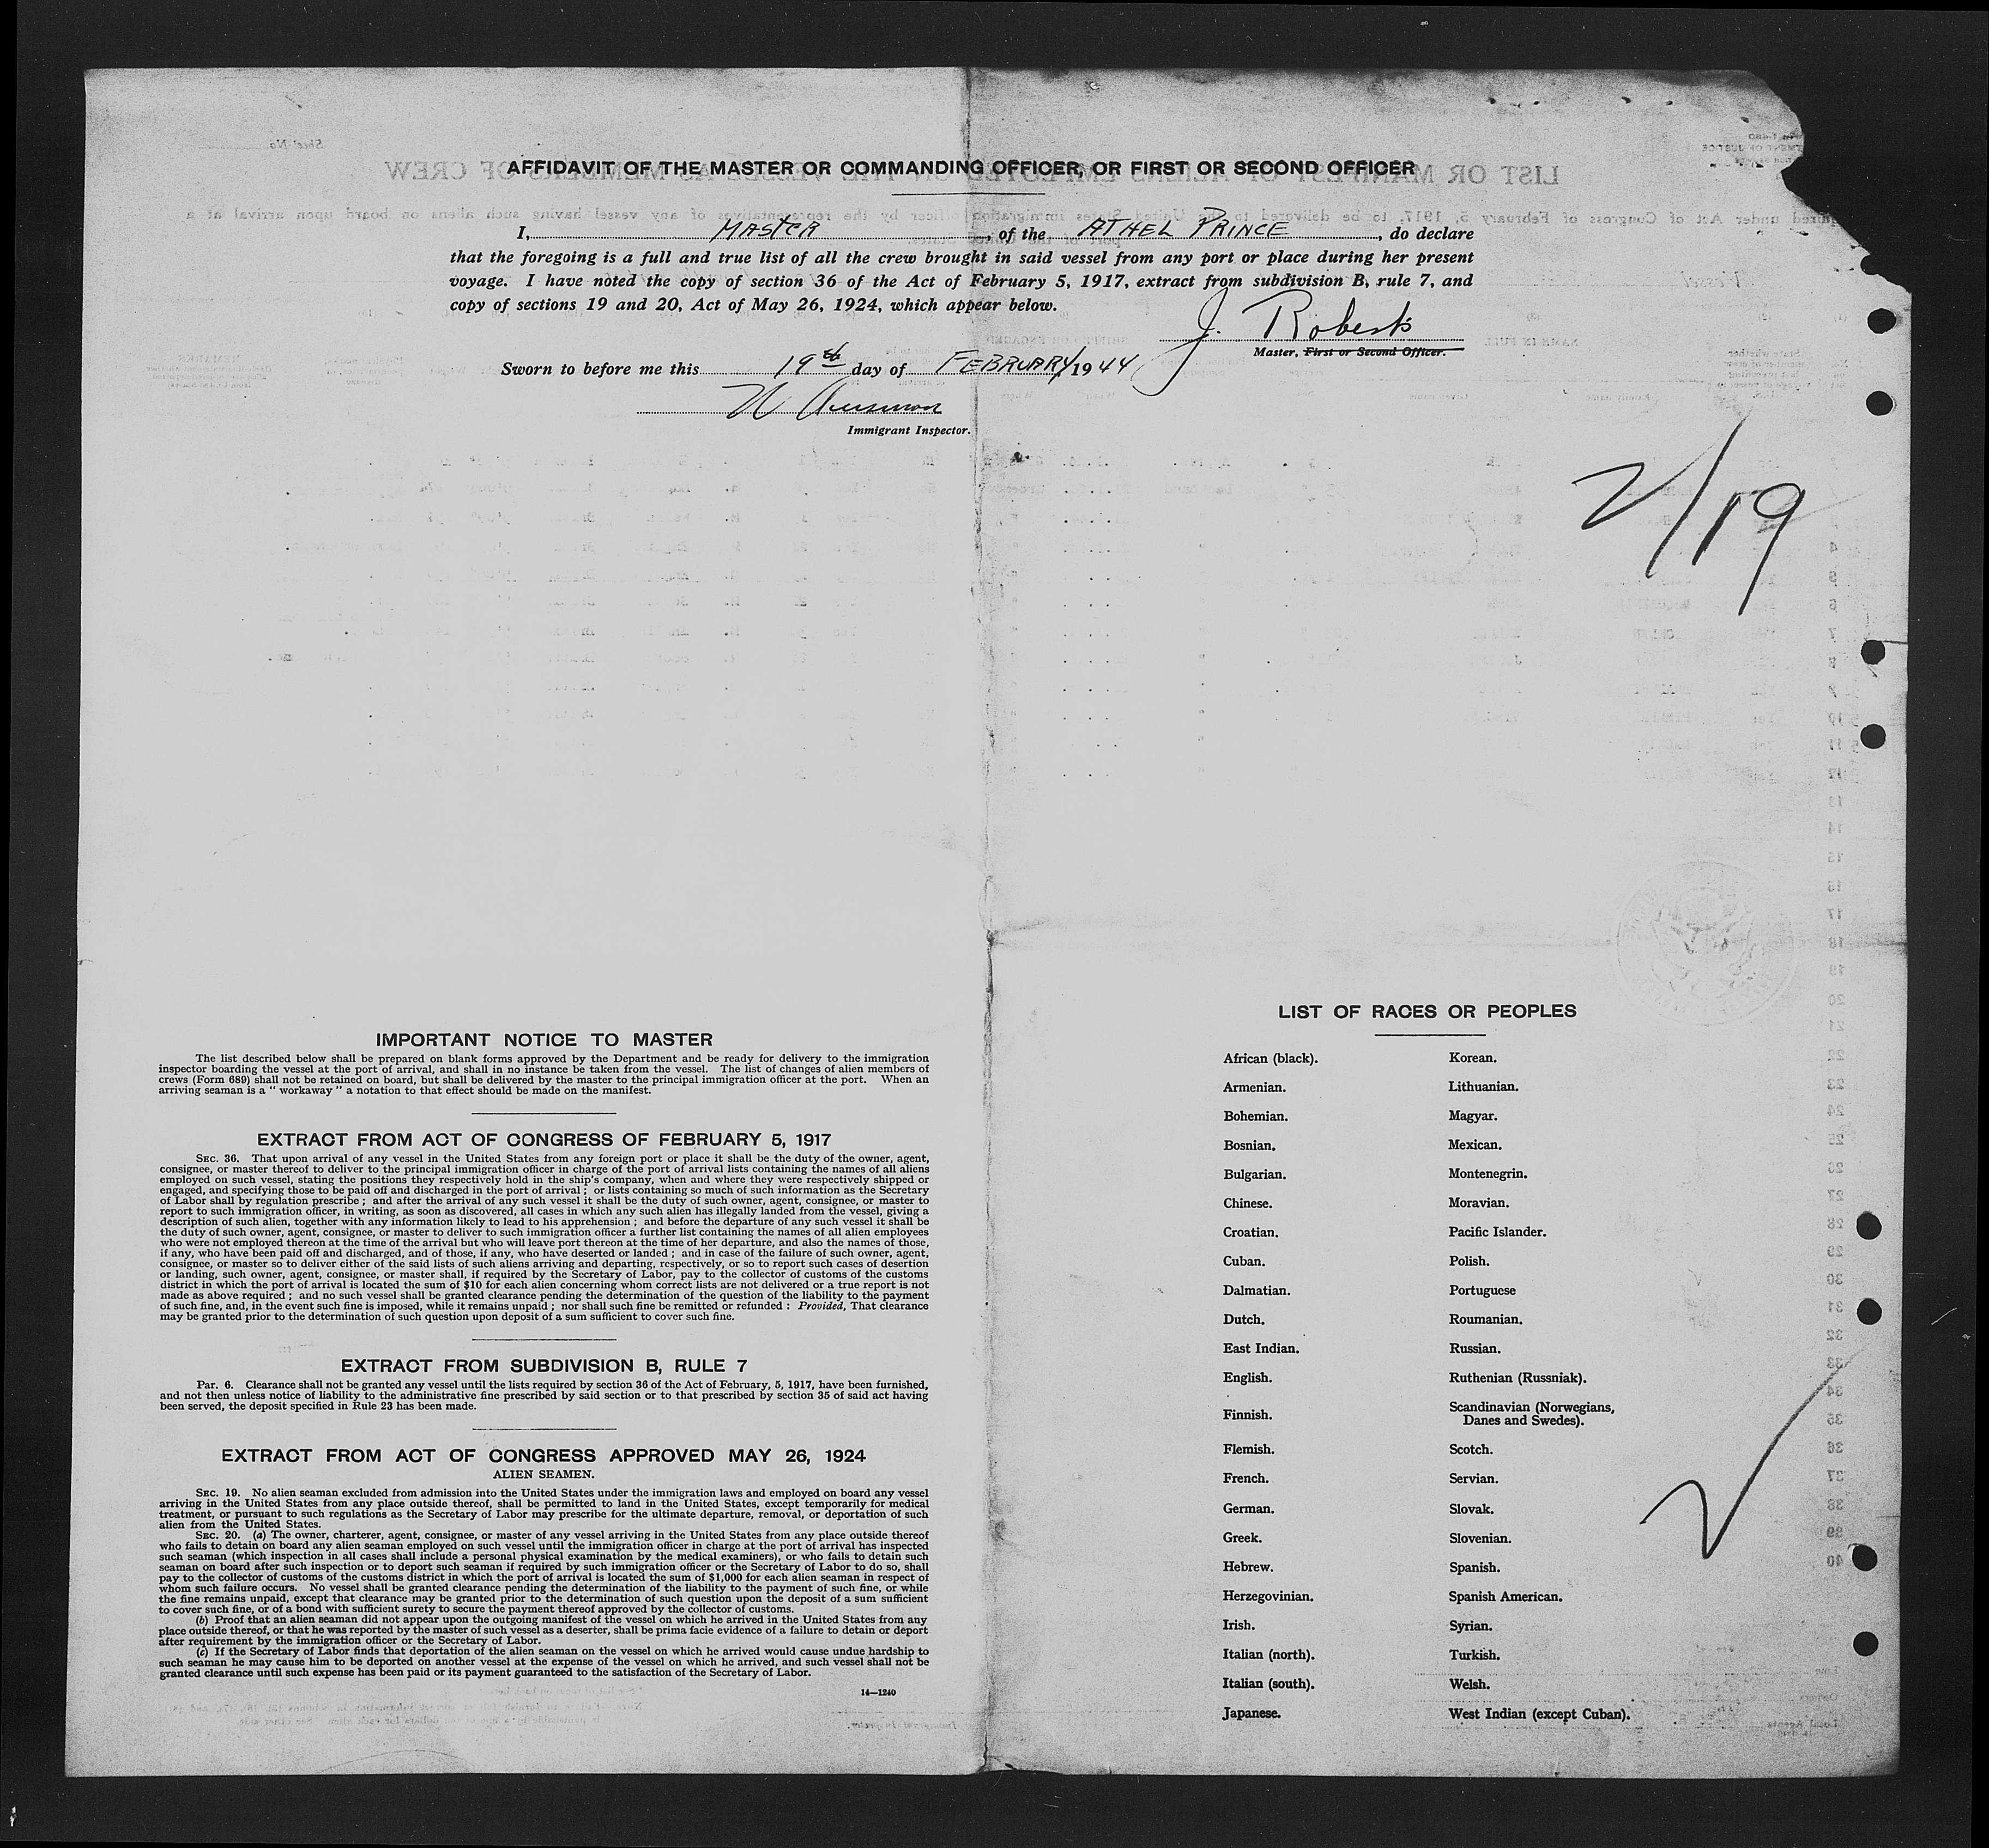 AFFIDAVIT OF THE MASTER OR COMMANDING OFFICER, OR FIRST OR SECOND OFFICER
I, MASTER, of the ATHEL PRINCE, do declare
that the foregoing is a full and true list of all the crew brought in said vessel from any port or place during her present
voyage. I have noted the copy of section 36 of the Act of February 5, 1917, extract from subdivision B, rule 7, and
copy of sections 19 and 20, Act of May 26, 1924, which appear below.
J. Roberts
Master, First or Second Officer.
Sworn to before me this 19th day of FEBRUARY, 1944
Immigrant Inspector.
2/19
IMPORTANT NOTICE TO MASTER
The list described below shall be prepared on blank forms approved by the Department and be ready for delivery to the immigration
inspector boarding the vessel at the port of arrival, and shall in no instance be taken from the vessel. The list of changes of alien members of
crews (Form 689) shall not be retained on board, but shall be delivered by the master to the principal immigration officer at the port. When an
arriving seaman is a "workaway" a notation to that effect should be made on the manifest.
EXTRACT FROM ACT OF CONGRESS OF FEBRUARY 5, 1917
SEC. 36. That upon arrival of any vessel in the United States from any foreign port or place it shall be the duty of the owner, agent,
consignee, or master thereof to deliver to the principal immigration officer in charge of the port of arrival lists containing the names of all aliens
employed on such vessel, stating the positions they respectively hold in the ship's company, when and where they were respectively shipped or
engaged, and specifying those to be paid off and discharged in the port of arrival; or lists containing so much of such information as the Secretary
of Labor shall by regulation prescribe; and after the arrival of any such vessel it shall be the duty of such owner, agent, consignee, or master to
report to such immigration officer, in writing, as soon as discovered, all cases in which any such alien has illegally landed from the vessel, giving a
description of such alien, together with any information likely to lead to his apprehension; and before the departure of any such vessel it shall be
the duty of such owner, agent, consignee, or master to deliver to such immigration officer a further list containing the names of all alien employees
who were not employed thereon at the time of the arrival but who will leave port thereon at the time of her departure, and also the names of those,
if any, who have been paid off and discharged, and of those, if any, who have deserted or landed; and in case of the failure of such owner, agent,
consignee, or master so to deliver either of the said lists of such aliens arriving and departing, respectively, or so to report such cases of desertion
or landing, such owner, agent, consignee, or master shall, if required by the Secretary of Labor, pay to the collector of customs of the customs
district in which the port of arrival is located the sum of $10 for each alien concerning whom correct lists are not delivered or a true report is not
made as above required; and no such vessel shall be granted clearance pending the determination of the question of the liability to the payment
of such fine, and, in the event such fine is imposed, while it remains unpaid; nor shall such fine be remitted or refunded: Provided, That clearance
may be granted prior to the determination of such question upon deposit of a sum sufficient to cover such fine.
EXTRACT FROM SUBDIVISION B, RULE 7
Par. 6. Clearance shall not be granted any vessel until the lists required by section 36 of the Act of February, 5, 1917, have been furnished,
and not then unless notice of liability to the administrative fine prescribed by said section or to that prescribed by section 35 of said act having
been served, the deposit specified in Rule 23 has been made.
EXTRACT FROM ACT OF CONGRESS APPROVED MAY 26, 1924
ALIEN SEAMEN.
SEC. 19. No alien seaman excluded from admission into the United States under the immigration laws and employed on board any vessel
arriving in the United States from any place outside thereof, shall be permitted to land in the United States, except temporarily for medical
treatment, or pursuant to such regulations as the Secretary of Labor may prescribe for the ultimate departure, removal, or deportation of such
alien from the United States.
SEC. 20. (a) The owner, charterer, agent, consignee, or master of any vessel arriving in the United States from any place outside thereof
who fails to detain on board any alien seaman employed on such vessel until the immigration officer in charge at the port of arrival has inspected
such seaman (which inspection in all cases shall include a personal physical examination by the medical examiners), or who fails to detain such
seaman on board after such inspection or to deport such seaman if required by such immigration officer or the Secretary of Labor to do so, shall
pay to the collector of customs of the customs district in which the port of arrival is located the sum of $1,000 for each alien seaman in respect of
whom such failure occurs. No vessel shall be granted clearance pending the determination of the liability to the payment of such fine, or while
the fine remains unpaid, except that clearance may be granted prior to the determination of such question upon the deposit of a sum sufficient
to cover such fine, or of a bond with sufficient surety to secure the payment thereof approved by the collector of customs.
(b) Proof that an alien seaman did not appear upon the outgoing manifest of the vessel on which he arrived in the United States from any
place outside thereof, or that he was reported by the master of such vessel as a deserter, shall be prima facie evidence of a failure to detain or deport
after requirement by the immigration officer or the Secretary of Labor.
(c) If the Secretary of Labor finds that deportation of the alien seaman on the vessel on which he arrived would cause undue hardship to
such seaman he may cause him to be deported on another vessel at the expense of the vessel on which he arrived, and such vessel shall not be
granted clearance until such expense has been paid or its payment guaranteed to the satisfaction of the Secretary of Labor.
14—1240
LIST OF RACES OR PEOPLES
African (black).
Armenian.
Bohemian.
Bosnian.
Bulgarian.
Chinese.
Croatian.
Cuban.
Dalmatian.
Dutch.
East Indian.
English.
Finnish.
Flemish.
French.
German.
Greek.
Hebrew.
Herzegovinian.
Irish.
Italian (north).
Italian (south).
Japanese.
Korean.
Lithuanian.
Magyar.
Mexican.
Montenegrin.
Moravian.
Pacific Islander.
Polish.
Portuguese
Roumanian.
Russian.
Ruthenian (Russniak).
Scandinavian (Norwegians,
Danes and Swedes).
Scotch.
Servian.
Slovak.
Slovenian.
Spanish.
Spanish American.
Syrian.
Turkish.
Welsh.
West Indian (except Cuban).